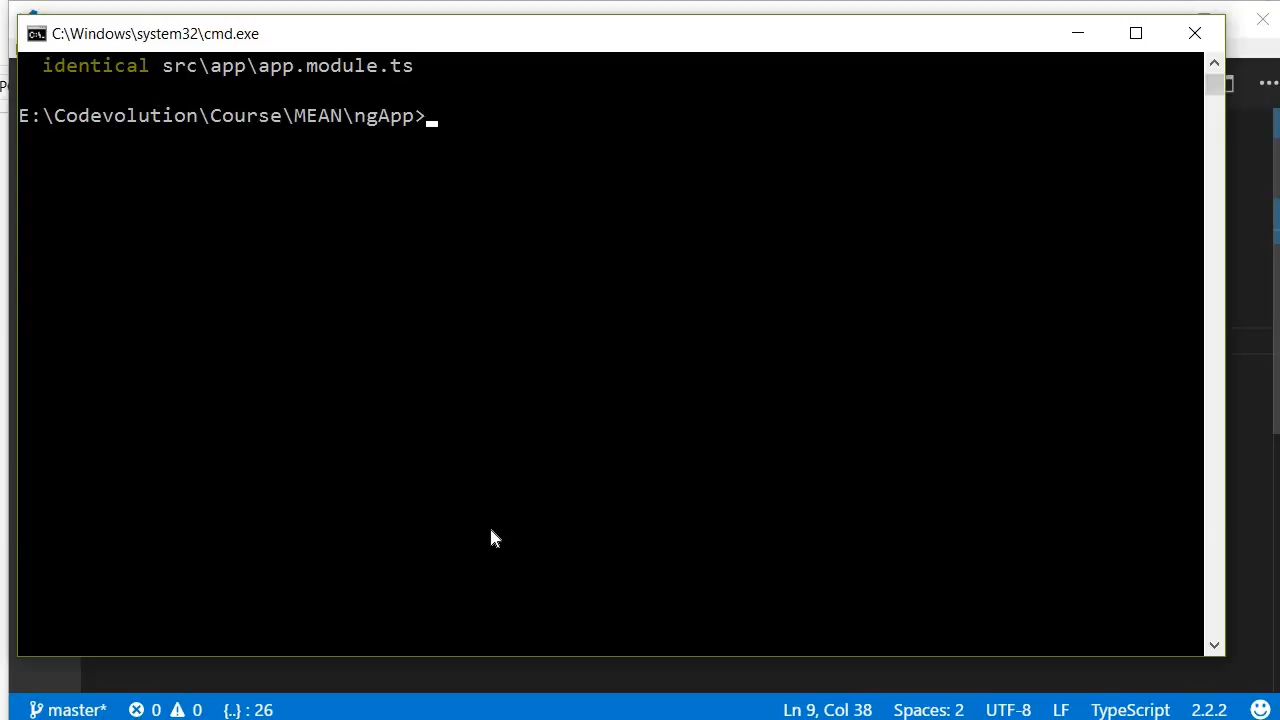 C:\Windows\system32\cmd.exe
identical src\app\app.module.ts
E:\Codevolution\Course\MEAN\ngApp>
master* 0 0 {..} : 26 Ln 9, Col 38 Spaces: 2 UTF-8 LF TypeScript 2.2.2